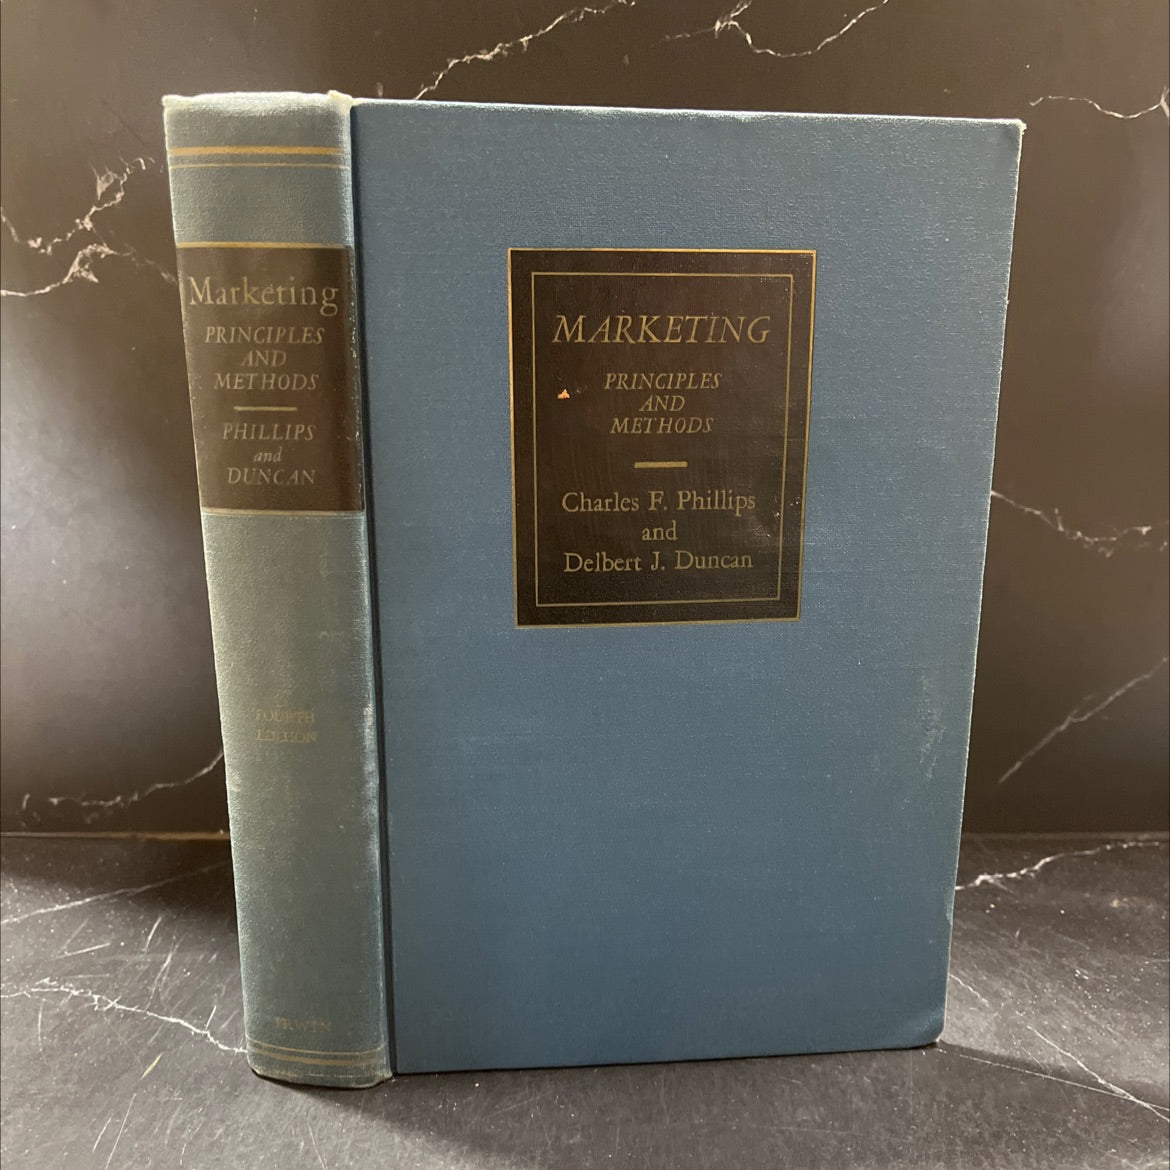 Marketing
PRINCIPLES
AND
METHODS
PHILLIPS
and
DUNCAN
FOURTH
EDITION
IRWIN
MARKETING
PRINCIPLES
AND
METHODS
Charles F. Phillips
and
Delbert J. Duncan